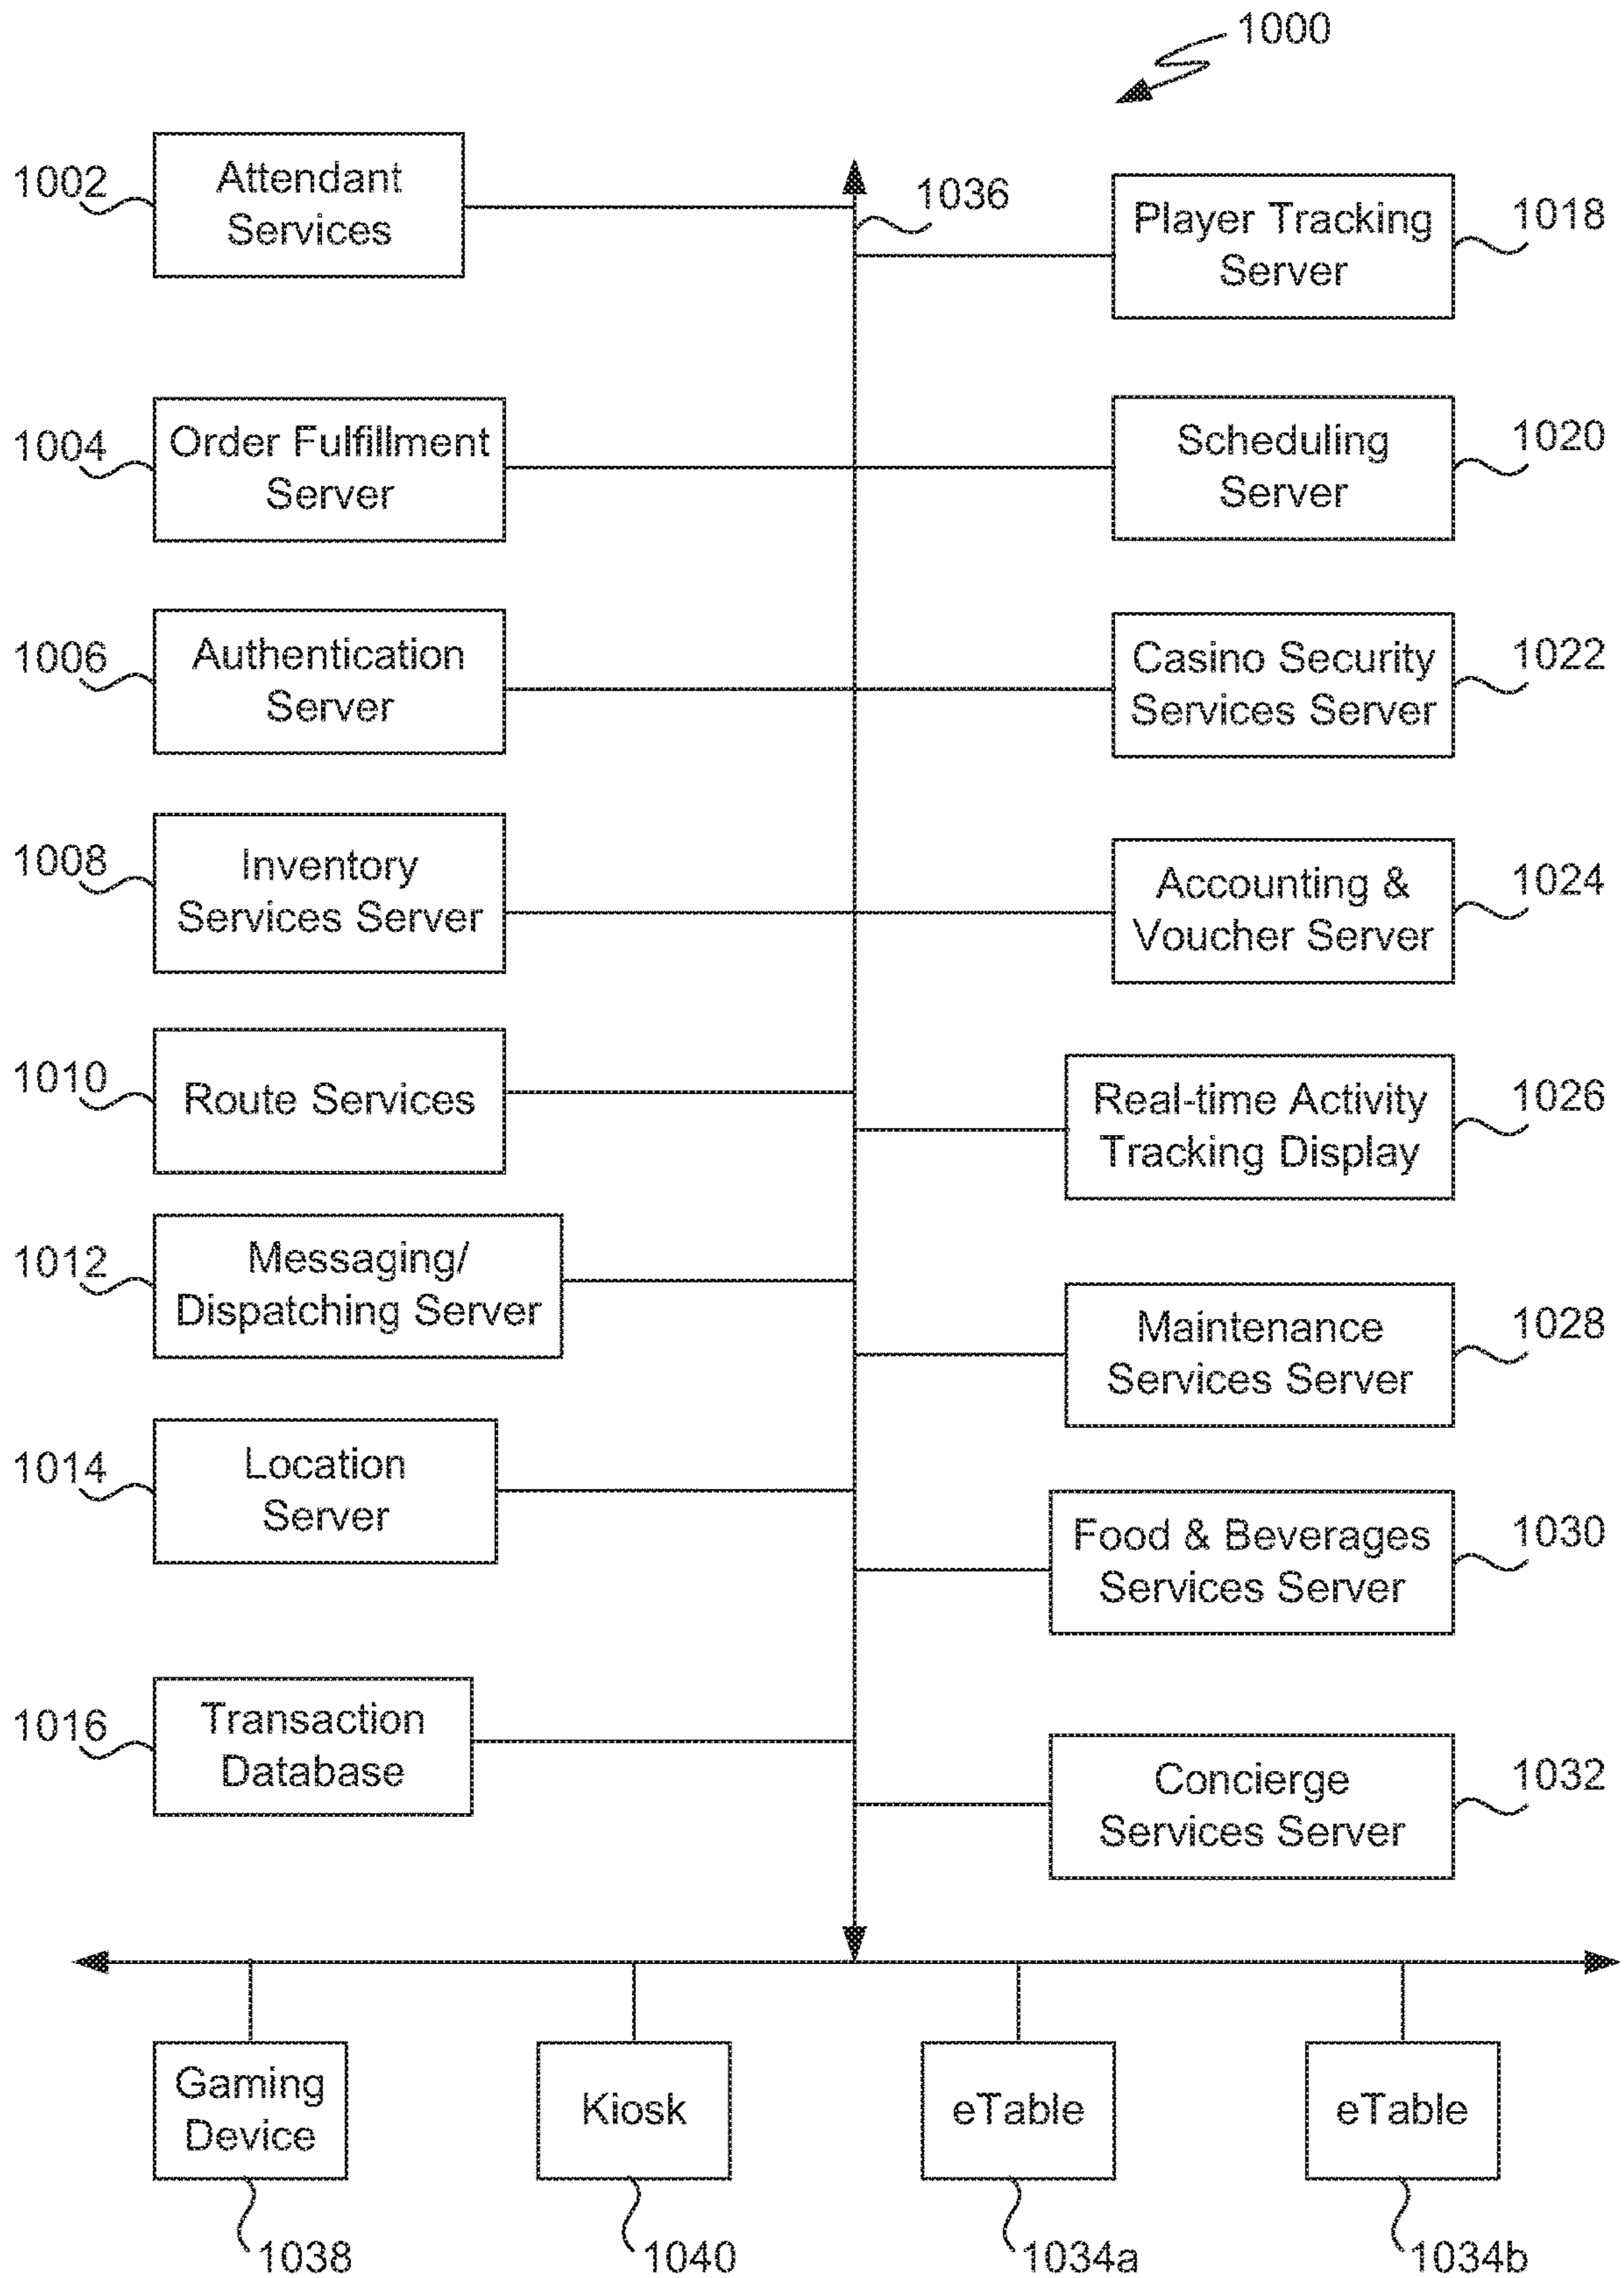 1000
1002
Attendant
Services
1036
Player Tracking
Server
1018
1004
Order Fulfillment
Server
Scheduling
Server
1020
1006
Authentication
Server
Casino Security
Services Server
1022
1008
Inventory
Services Server
Accounting &
Voucher Server
1024
1010
Route Services
Real-time Activity
Tracking Display
1026
1012
Messaging/
Dispatching Server
Maintenance
Services Server
1028
1014
Location
Server
Food & Beverages
Services Server
1030
1016
Transaction
Database
Concierge
Services Server
1032
Gaming
Device
Kiosk
eTable
eTable
1038
1040
1034a
1034b